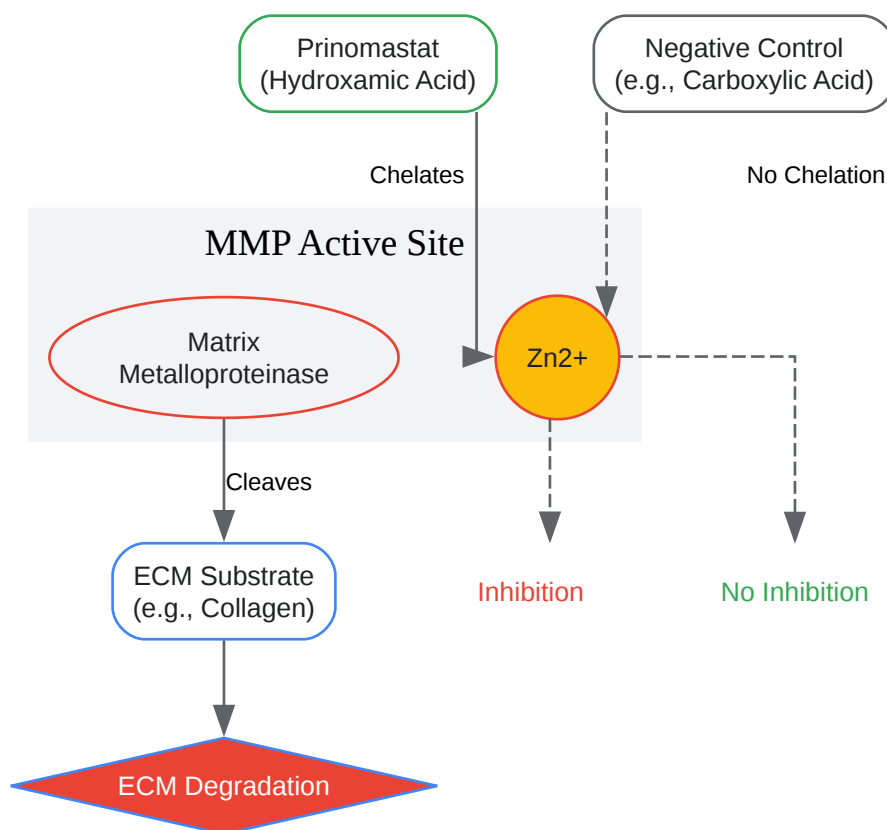 Prinomastat
(Hydroxamic Acid)
Negative Control
(e.g., Carboxylic Acid)
Chelates
No Chelation
MMP Active Site
Matrix
Metalloproteinase
Zn2+
Cleaves
ECM Substrate
(e.g., Collagen)
Inhibition
No Inhibition
ECM Degradation